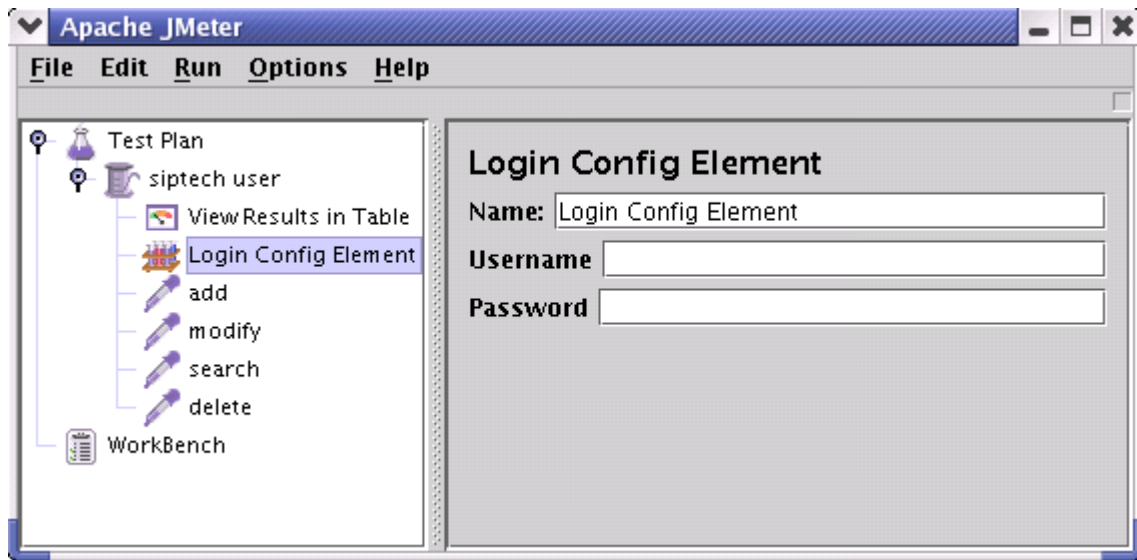 Apache JMeter
File Edit Run Options Help
Test Plan
siptech user
View Results in Table
Login Config Element
add
modify
search
delete
WorkBench
Login Config Element
Name: Login Config Element
Username
Password